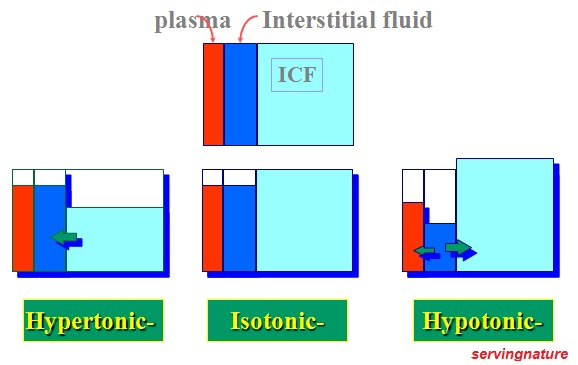 plasma Interstitial fluid
ICF
Hypertonic- Isotonic- Hypotonic-
servingnature